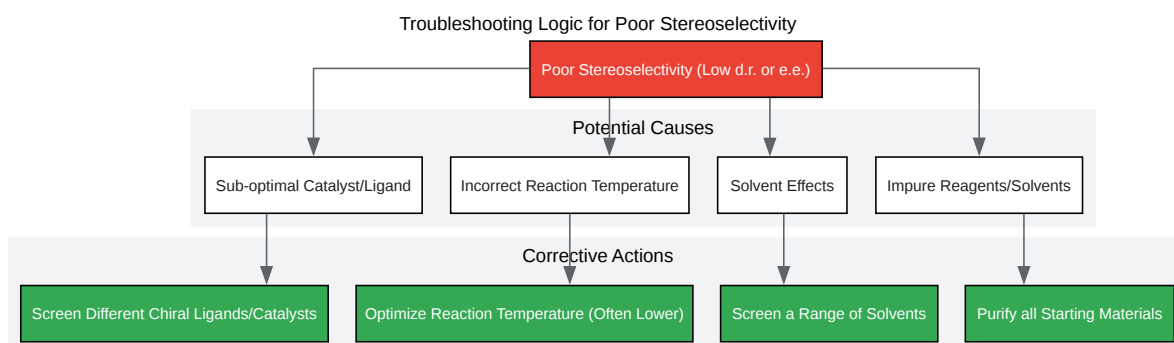 Troubleshooting Logic for Poor Stereoselectivity
Poor Stereoselectivity (Low d.r. or e.e.)
Potential Causes
Sub-optimal Catalyst/Ligand
Incorrect Reaction Temperature
Solvent Effects
Impure Reagents/Solvents
Corrective Actions
Screen Different Chiral Ligands/Catalysts
Optimize Reaction Temperature (Often Lower)
Screen a Range of Solvents
Purify all Starting Materials